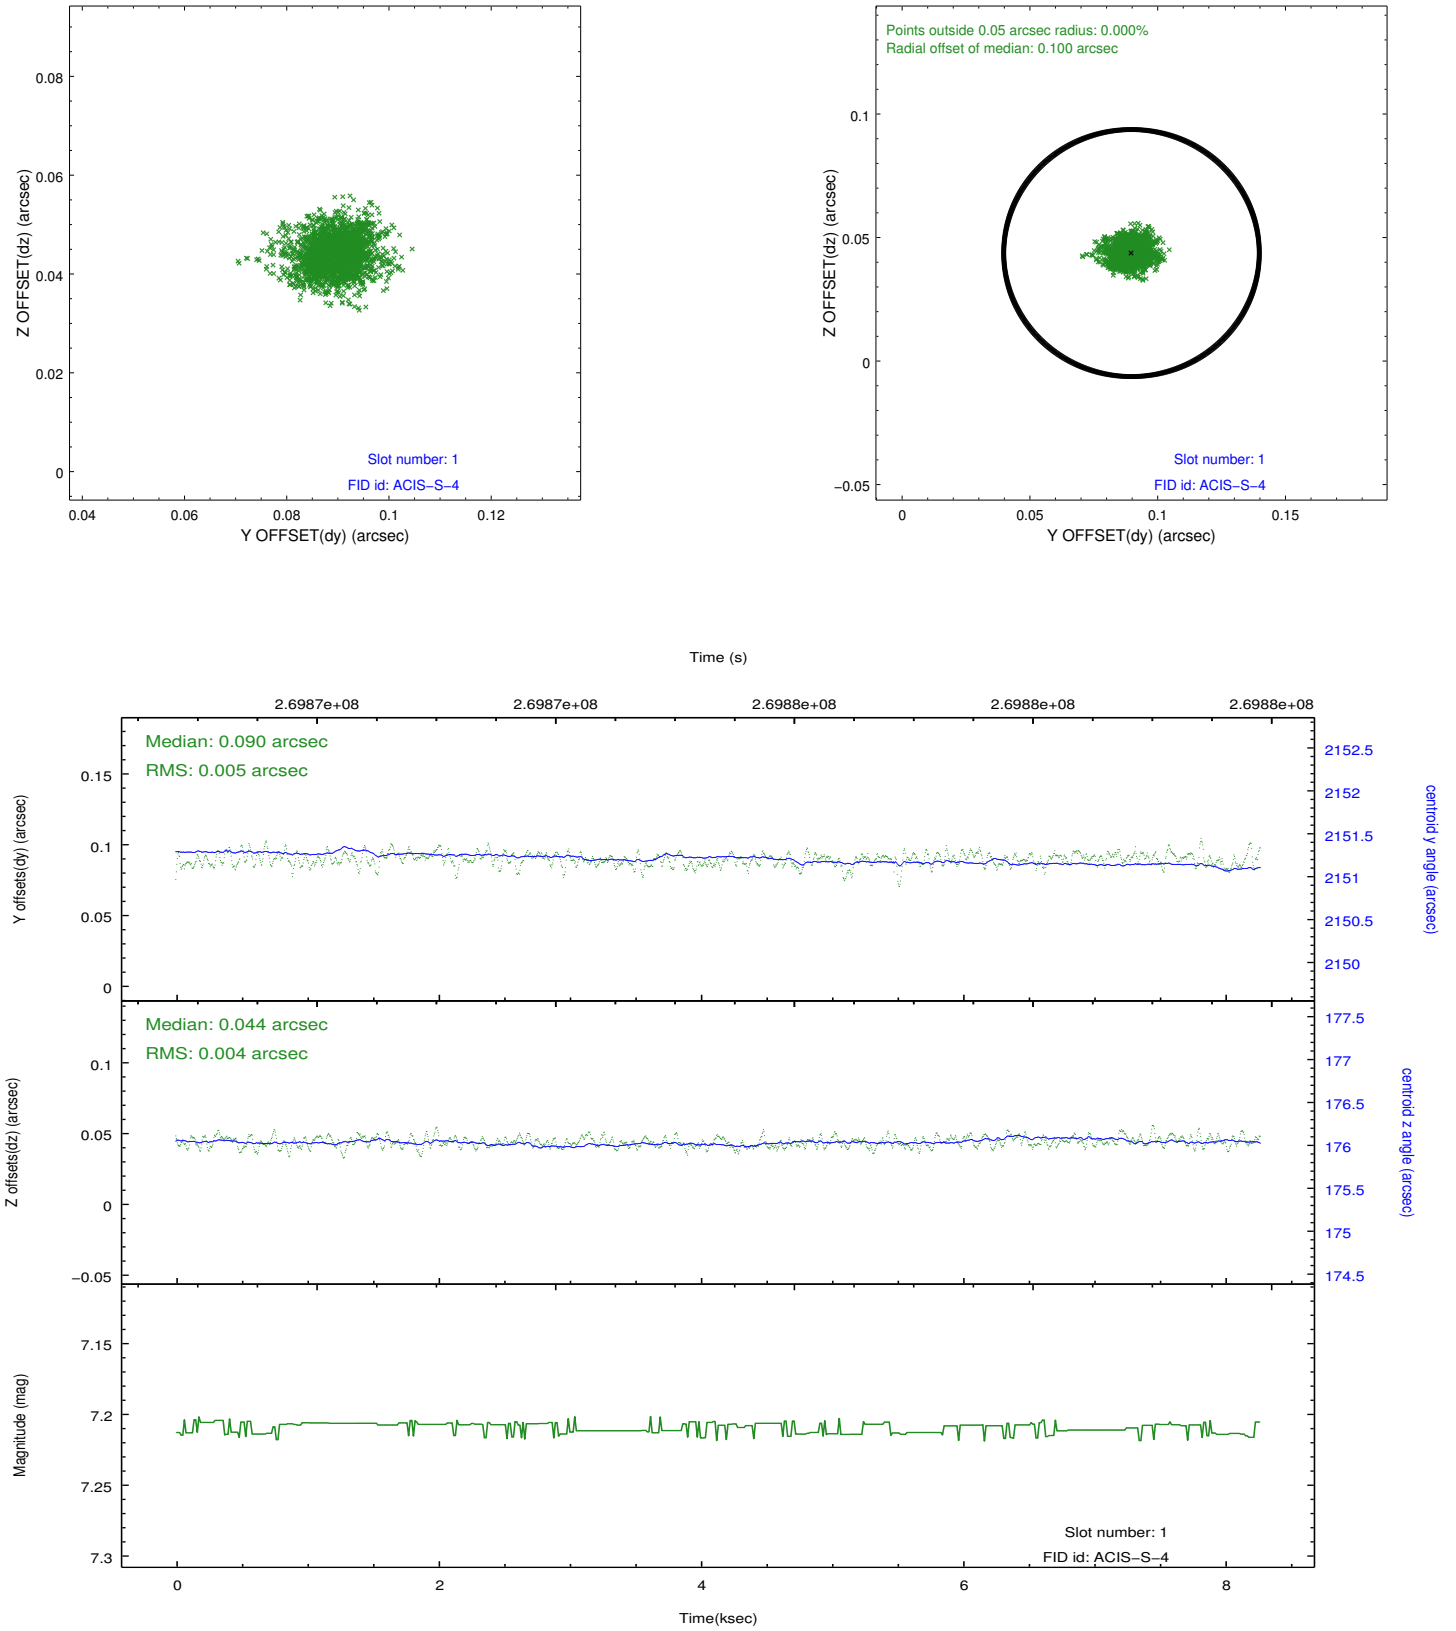 0.08
0.06
0.04
0.02
0
Z OFFSET(dz) (arcsec)
Slot number: 1
FID id: ACIS−S−4
0.04 0.06 0.08 0.1 0.12
Y OFFSET(dy) (arcsec)
Points outside 0.05 arcsec radius: 0.000%
Radial offset of median: 0.100 arcsec
0.1
0.05
0
−0.05
Z OFFSET(dz) (arcsec)
Slot number: 1
FID id: ACIS−S−4
0 0.05 0.1 0.15
Y OFFSET(dy) (arcsec)
Time (s)
2.6987e+08 2.6987e+08 2.6988e+08 2.6988e+08 2.6988e+08
Median: 0.090 arcsec
RMS: 0.005 arcsec
0.15
0.1
0.05
0
Y offsets(dy) (arcsec)
2152.5
2152
2151.5
2151
2150.5
2150
centroid y angle (arcsec)
Median: 0.044 arcsec
RMS: 0.004 arcsec
0.1
0.05
0
−0.05
Z offsets(dz) (arcsec)
177.5
177
176.5
176
175.5
175
174.5
centroid z angle (arcsec)
7.15
7.2
7.25
7.3
Magnitude (mag)
Slot number: 1
FID id: ACIS−S−4
0 2 4 6 8
Time(ksec)